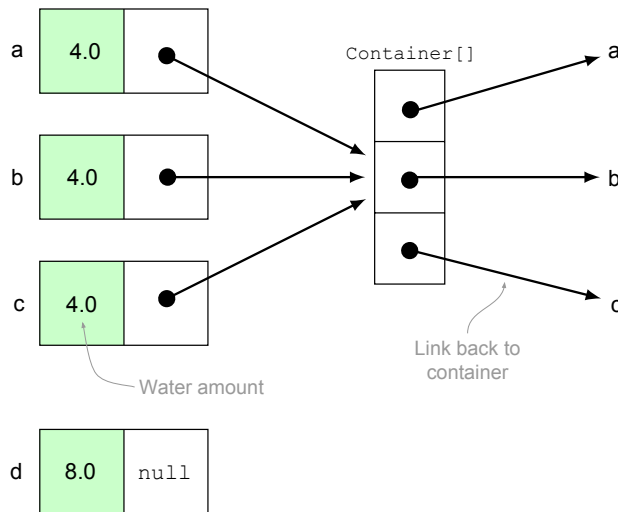 a 4.0
Container[]
a
b 4.0
b
c 4.0
c
Water amount
Link back to
container
d 8.0 null